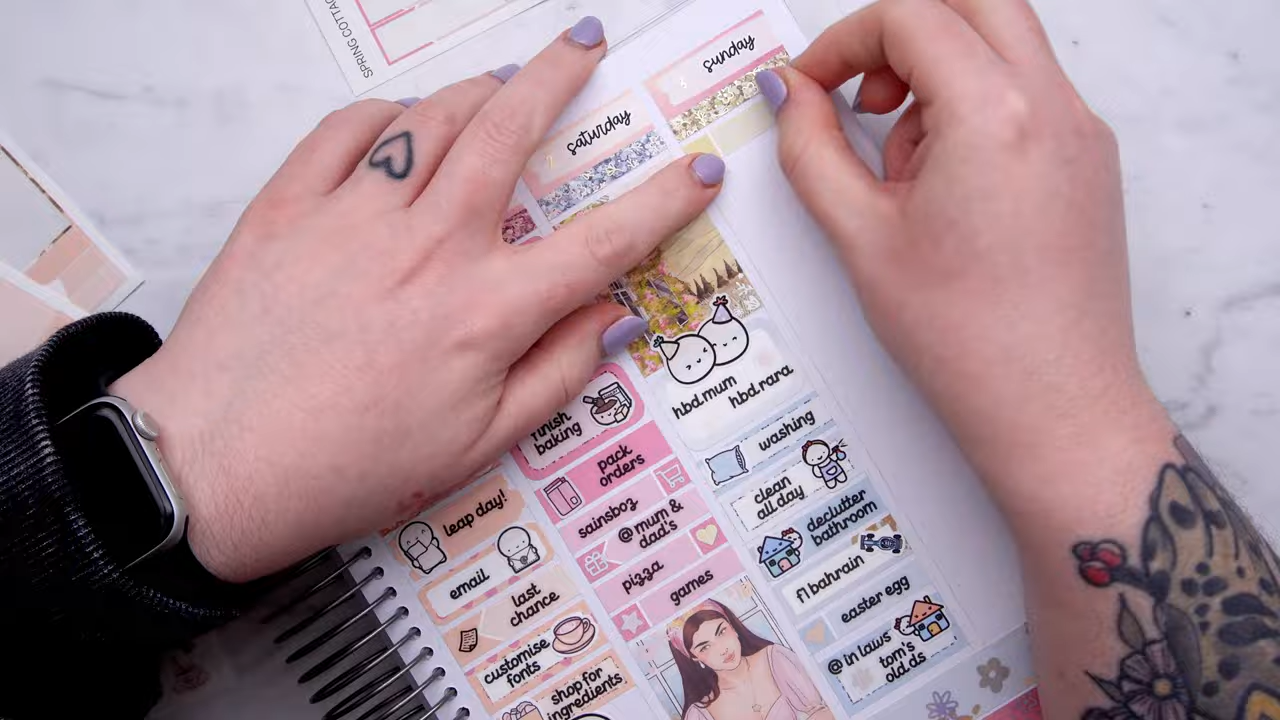 SPRING COTTAG
sunday
3
saturday
finish
baking
pack
orders
sainsboz
@ mum &
dad's
pizza
games
hbd mum
hbd rara
washing
clean
all day
declutter
bathroom
f1 bahrain
easter egg
@ in laws
tom's
old ds
leap day!
email
last
chance
customise
fonts
shop for
ingredients